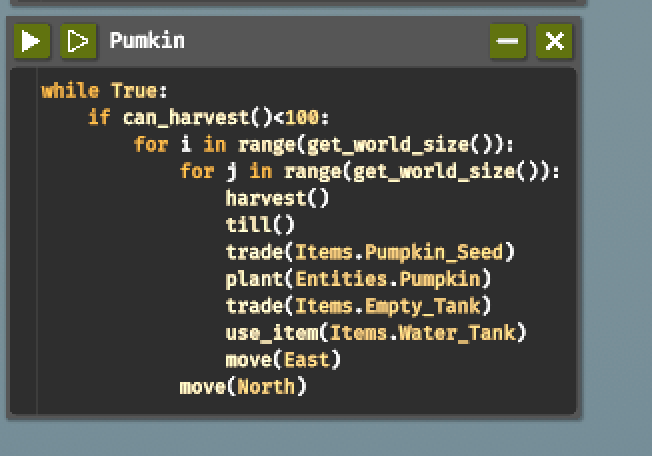 Pumkin
while True:
    if can_harvest()<100:
        for i in range(get_world_size()):
            for j in range(get_world_size()):
                harvest()
                till()
                trade(Items.Pumpkin_Seed)
                plant(Entities.Pumpkin)
                trade(Items.Empty_Tank)
                use_item(Items.Water_Tank)
                move(East)
            move(North)